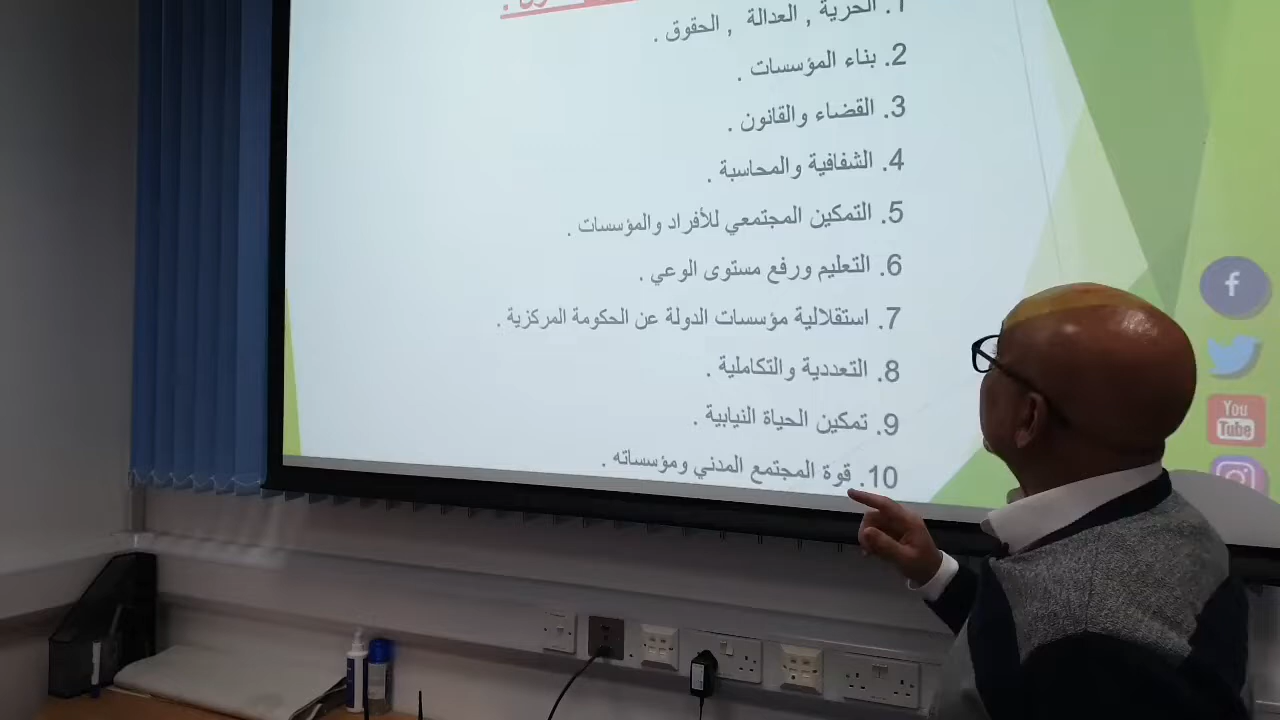 1. الحرية , العدالة , الحقوق .
2. بناء المؤسسات .
3. القضاء والقانون .
4. الشفافية والمحاسبة .
5. التمكين المجتمعي للأفراد والمؤسسات .
6. التعليم ورفع مستوى الوعي .
7. استقلالية مؤسسات الدولة عن الحكومة المركزية .
8. التعددية والتكاملية .
9. تمكين الحياة النيابية .
10. قوة المجتمع المدني ومؤسساته .
f
You
Tube